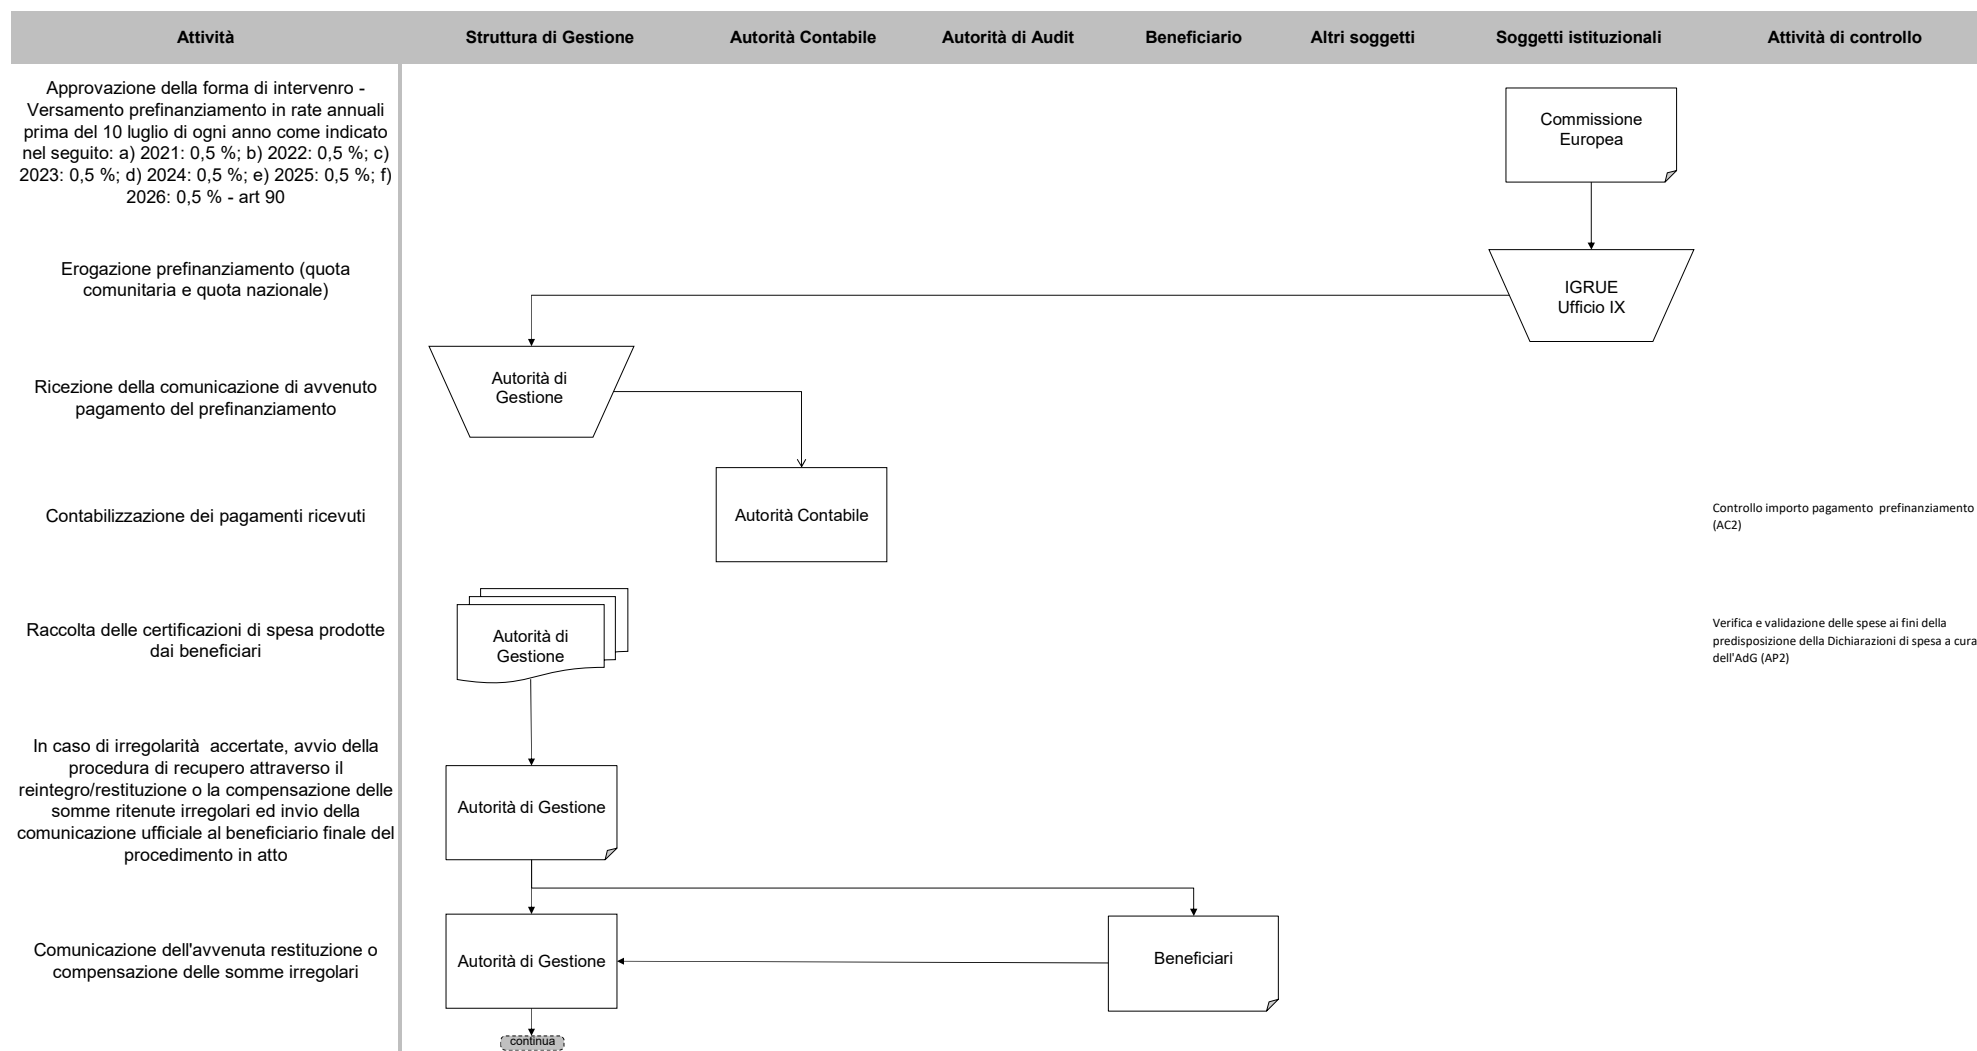 Attività
Struttura di Gestione
Autorità Contabile
Autorità di Audit
Beneficiario
Altri soggetti
Soggetti istituzionali
Attività di controllo
Approvazione della forma di intervenro -
Versamento prefinanziamento in rate annuali
prima del 10 luglio di ogni anno come indicato
nel seguito: a) 2021: 0,5 %; b) 2022: 0,5 %; c)
2023: 0,5 %; d) 2024: 0,5 %; e) 2025: 0,5 %; f)
2026: 0,5 % - art 90
Commissione
Europea
Erogazione prefinanziamento (quota
comunitaria e quota nazionale)
IGRUE
Ufficio IX
Ricezione della comunicazione di avvenuto
pagamento del prefinanziamento
Autorità di
Gestione
Contabilizzazione dei pagamenti ricevuti
Autorità Contabile
Controllo importo pagamento prefinanziamento
(AC2)
Raccolta delle certificazioni di spesa prodotte
dai beneficiari
Autorità di
Gestione
Verifica e validazione delle spese ai fini della
predisposizione della Dichiarazioni di spesa a cura
dell'AdG (AP2)
In caso di irregolarità accertate, avvio della
procedura di recupero attraverso il
reintegro/restituzione o la compensazione delle
somme ritenute irregolari ed invio della
comunicazione ufficiale al beneficiario finale del
procedimento in atto
Autorità di Gestione
Comunicazione dell'avvenuta restituzione o
compensazione delle somme irregolari
Autorità di Gestione
Beneficiari
continua